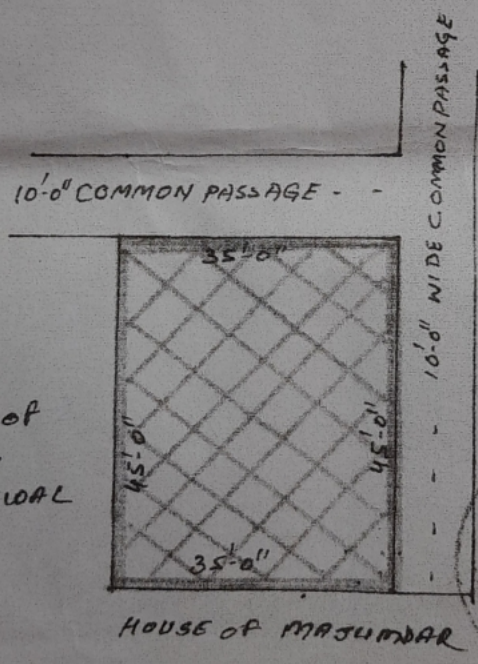 10'-0" COMMON PASSAGE - -
10'-0" WIDE COMMON PASSAGE - - - -
35'-0"
45'-0"
45'-0"
OF
35'-0"
HOUSE OF MAJUMDAR